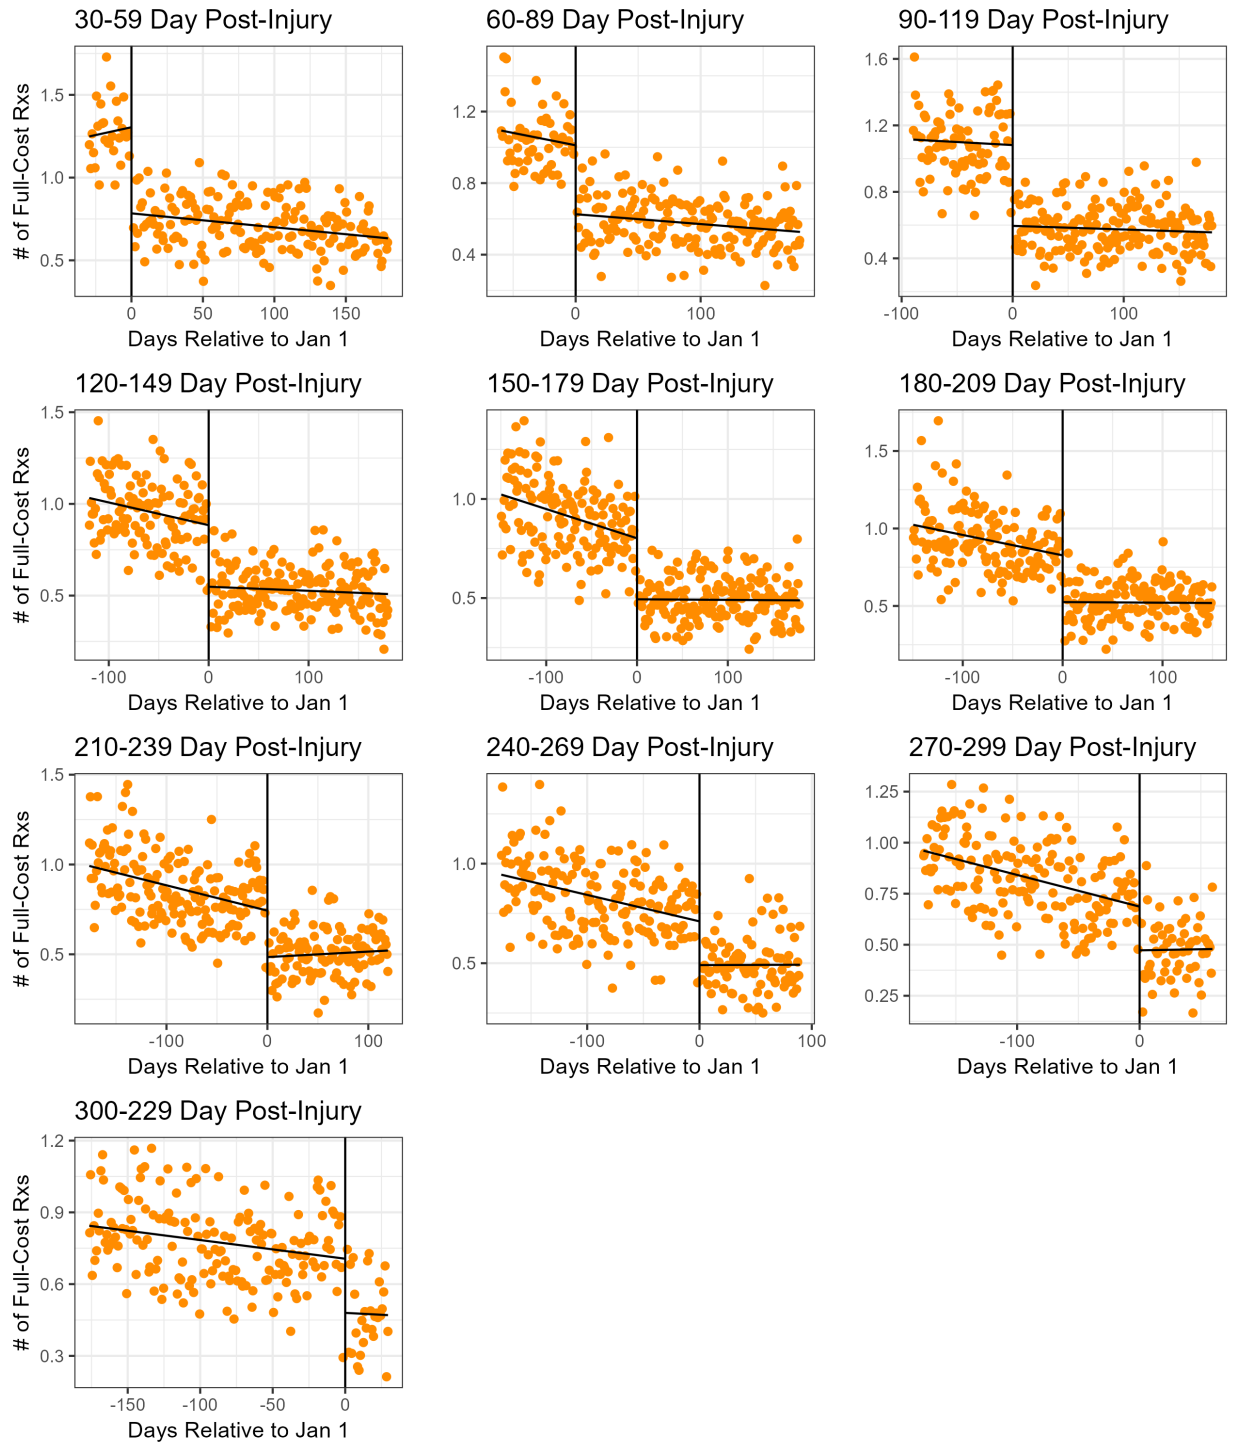 30-59 Day Post-Injury
60-89 Day Post-Injury
90-119 Day Post-Injury
# of Full-Cost Rxs
1.5
1.0
0.5
0
50
100
150
Days Relative to Jan 1
1.2
0.8
0.4
0
100
Days Relative to Jan 1
1.6
1.2
0.8
0.4
-100
0
100
Days Relative to Jan 1
120-149 Day Post-Injury
150-179 Day Post-Injury
180-209 Day Post-Injury
# of Full-Cost Rxs
1.5
1.0
0.5
-100
0
100
Days Relative to Jan 1
1.0
0.5
-100
0
100
Days Relative to Jan 1
1.5
1.0
0.5
-100
0
100
Days Relative to Jan 1
210-239 Day Post-Injury
240-269 Day Post-Injury
270-299 Day Post-Injury
# of Full-Cost Rxs
1.5
1.0
0.5
-100
0
100
Days Relative to Jan 1
1.0
0.5
-100
0
100
Days Relative to Jan 1
1.25
1.00
0.75
0.50
0.25
-100
0
Days Relative to Jan 1
300-229 Day Post-Injury
# of Full-Cost Rxs
1.2
0.9
0.6
0.3
-150
-100
-50
0
Days Relative to Jan 1